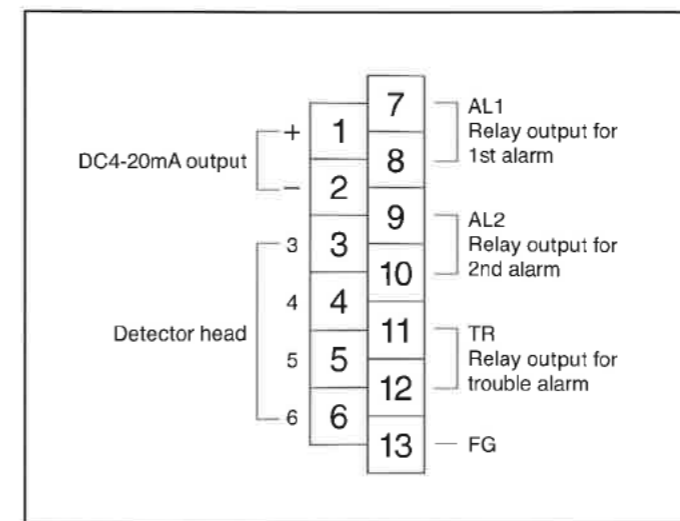 DC4-20mA output
+
−
1
2
3
4
5
6
Detector head
3
4
5
6
7
8
9
10
11
12
13
AL1
Relay output for
1st alarm
AL2
Relay output for
2nd alarm
TR
Relay output for
trouble alarm
FG